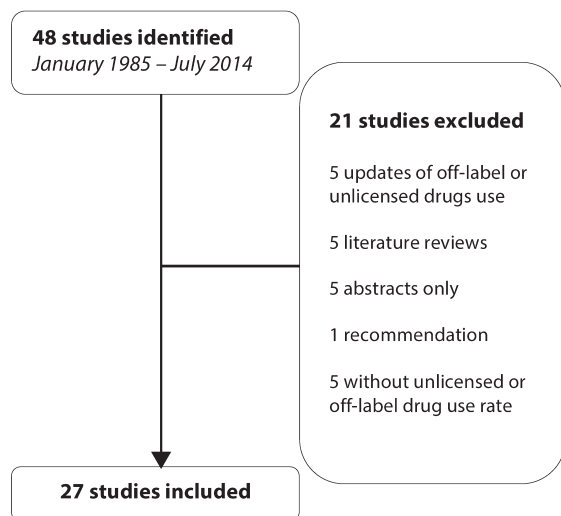 48 studies identified
January 1985 – July 2014
21 studies excluded
5 updates of off-label or
unlicensed drugs use
5 literature reviews
5 abstracts only
1 recommendation
5 without unlicensed or
off-label drug use rate
27 studies included